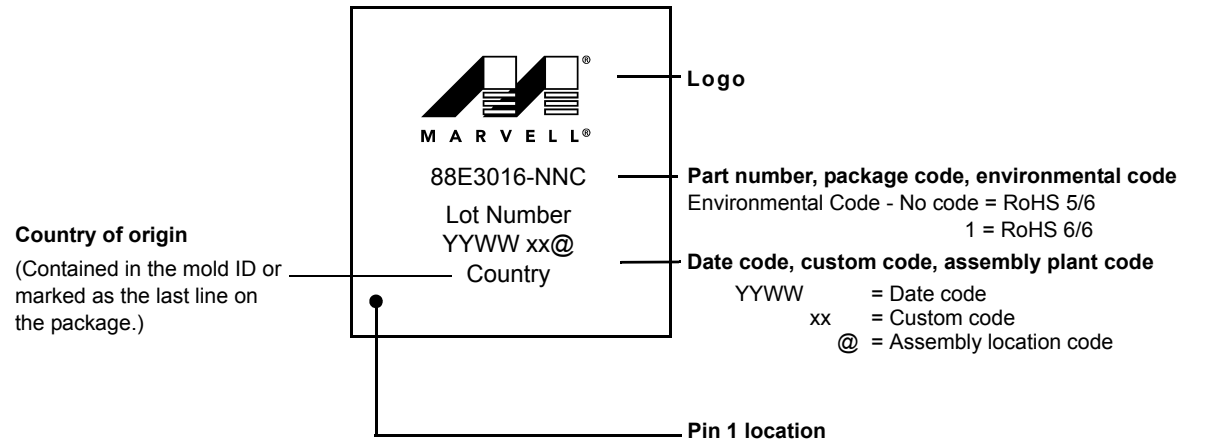 ®
MARVELL®
88E3016-NNC
Lot Number
YYWW xx@
Country
Logo
Part number, package code, environmental code
Environmental Code - No code = RoHS 5/6
1 = RoHS 6/6
Country of origin
(Contained in the mold ID or
marked as the last line on
the package.)
Date code, custom code, assembly plant code
YYWW = Date code
xx = Custom code
@ = Assembly location code
Pin 1 location